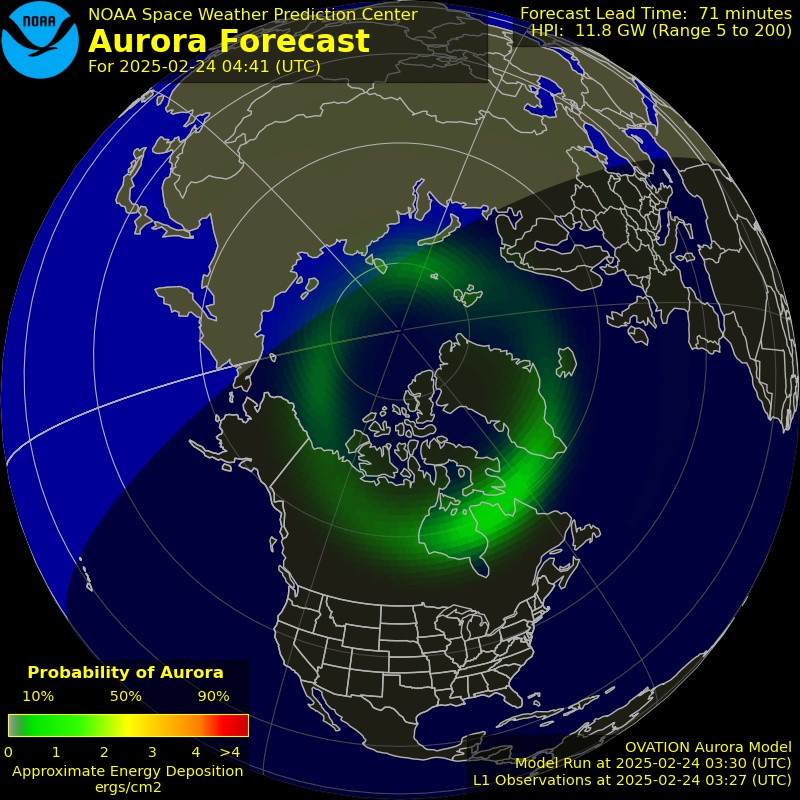 NOAA
NOAA Space Weather Prediction Center
Aurora Forecast
For 2025-02-24 04:41 (UTC)
Forecast Lead Time: 71 minutes
HPI: 11.8 GW (Range 5 to 200)
Probability of Aurora
10% 50% 90%
0 1 2 3 4 >4
Approximate Energy Deposition
ergs/cm2
OVATION Aurora Model
Model Run at 2025-02-24 03:30 (UTC)
L1 Observations at 2025-02-24 03:27 (UTC)